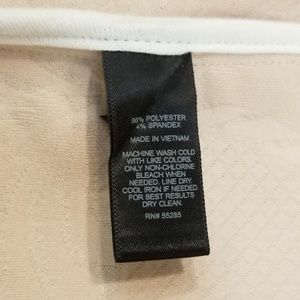 96% POLYESTER
4% SPANDEX
MADE IN VIETNAM
MACHINE WASH COLD
WITH LIKE COLORS.
ONLY NON-CHLORINE
BLEACH WHEN
NEEDED. LINE DRY.
COOL IRON IF NEEDED.
FOR BEST RESULTS
DRY CLEAN.
RN# 55285